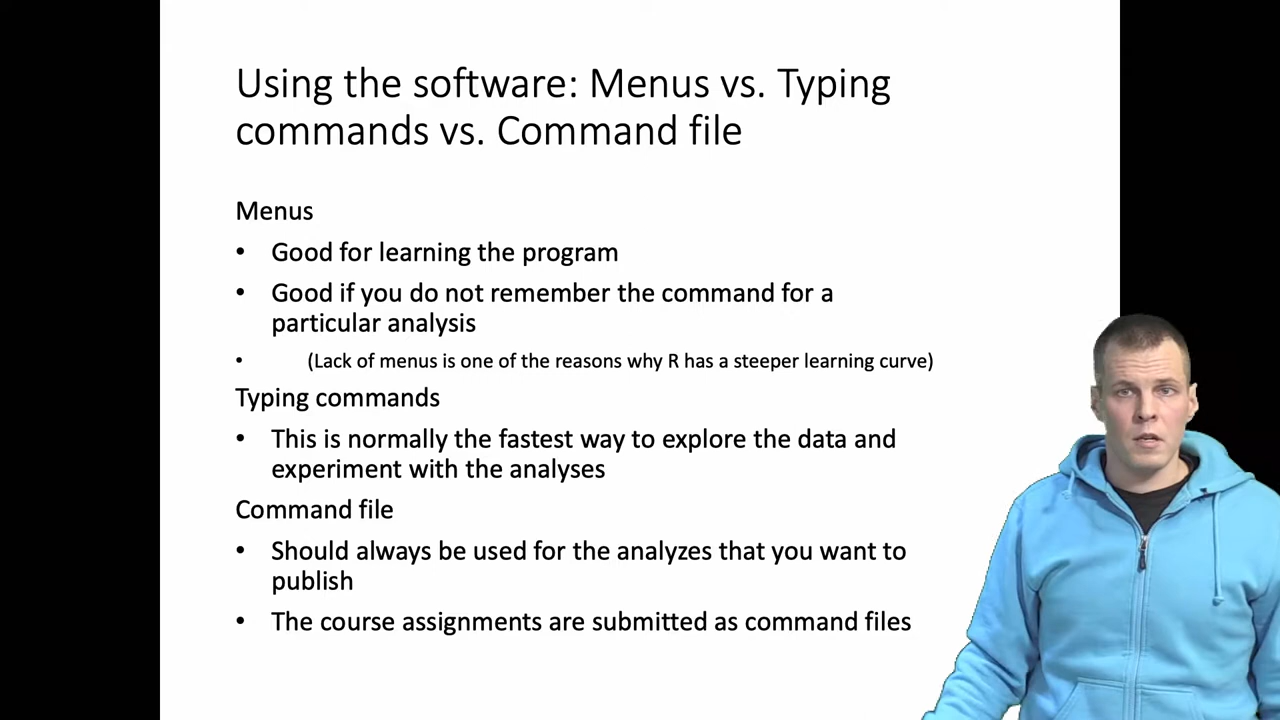 Using the software: Menus vs. Typing
commands vs. Command file
Menus
• Good for learning the program
• Good if you do not remember the command for a
particular analysis
• (Lack of menus is one of the reasons why R has a steeper learning curve)
Typing commands
• This is normally the fastest way to explore the data and
experiment with the analyses
Command file
• Should always be used for the analyzes that you want to
publish
• The course assignments are submitted as command files